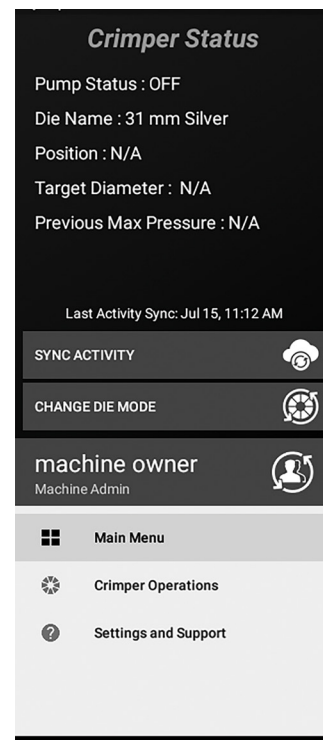 Crimper Status
Pump Status : OFF
Die Name : 31 mm Silver
Position : N/A
Target Diameter : N/A
Previous Max Pressure : N/A
Last Activity Sync: Jul 15, 11:12 AM
SYNC ACTIVITY
CHANGE DIE MODE
machine owner
Machine Admin
Main Menu
Crimper Operations
Settings and Support